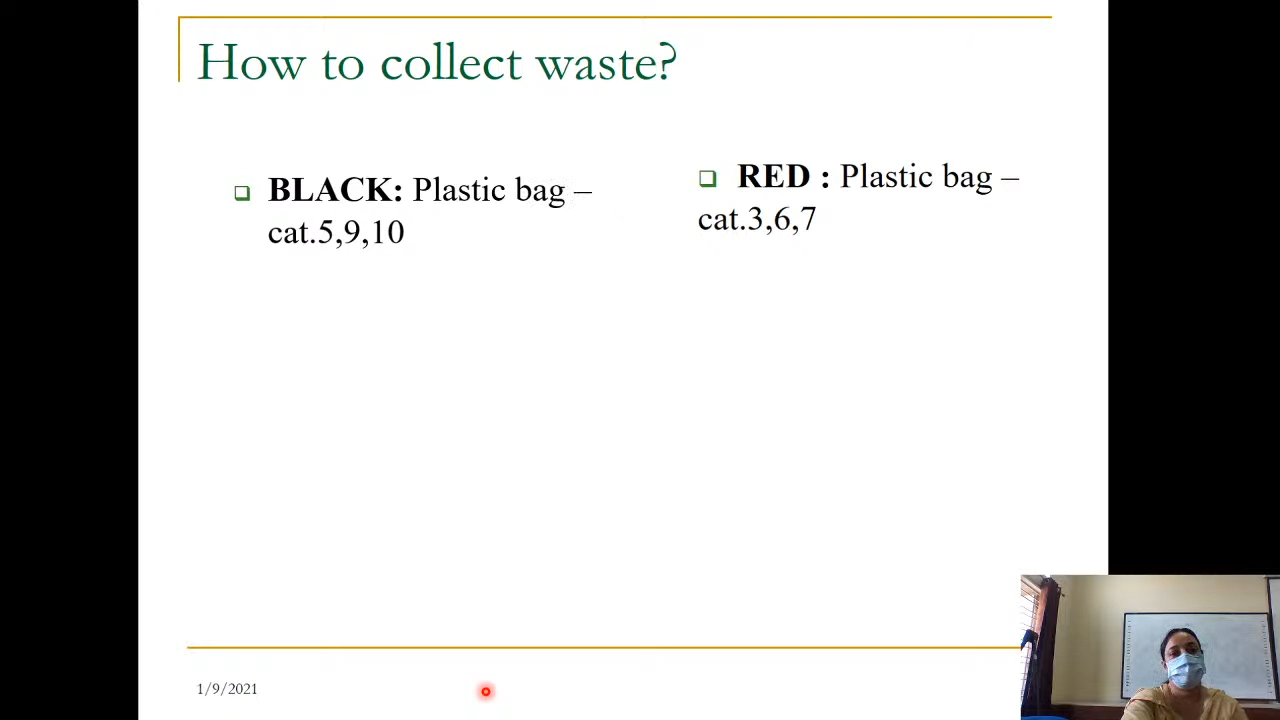 How to collect waste?
BLACK: Plastic bag –
cat.5,9,10
RED : Plastic bag –
cat.3,6,7
1/9/2021